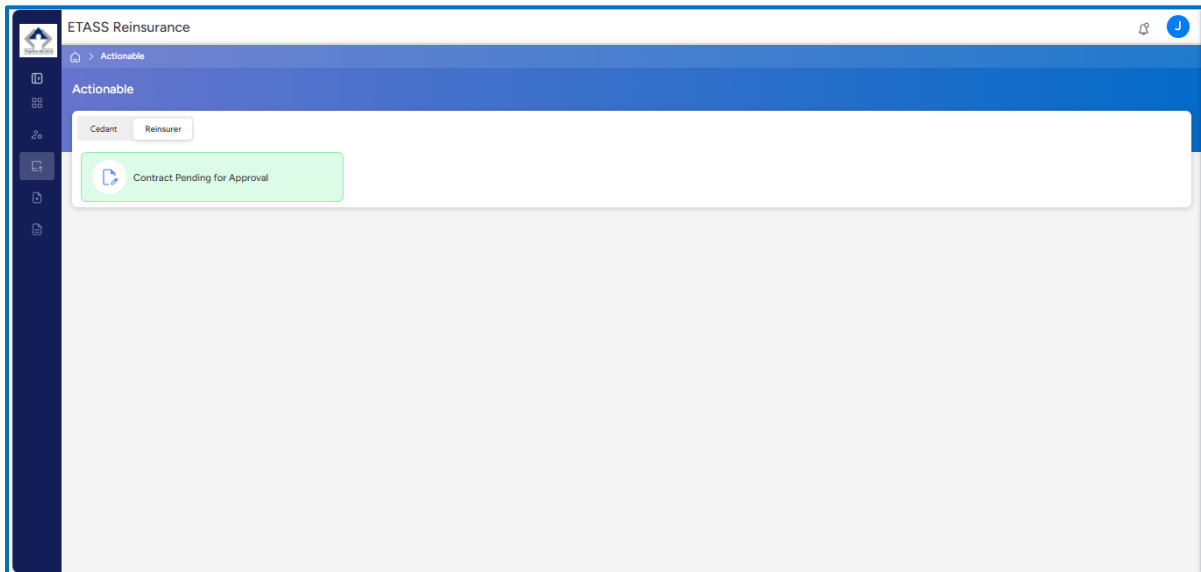 ETASS Reinsurance
J
> Actionable
Actionable
Cedant Reinsurer
Contract Pending for Approval